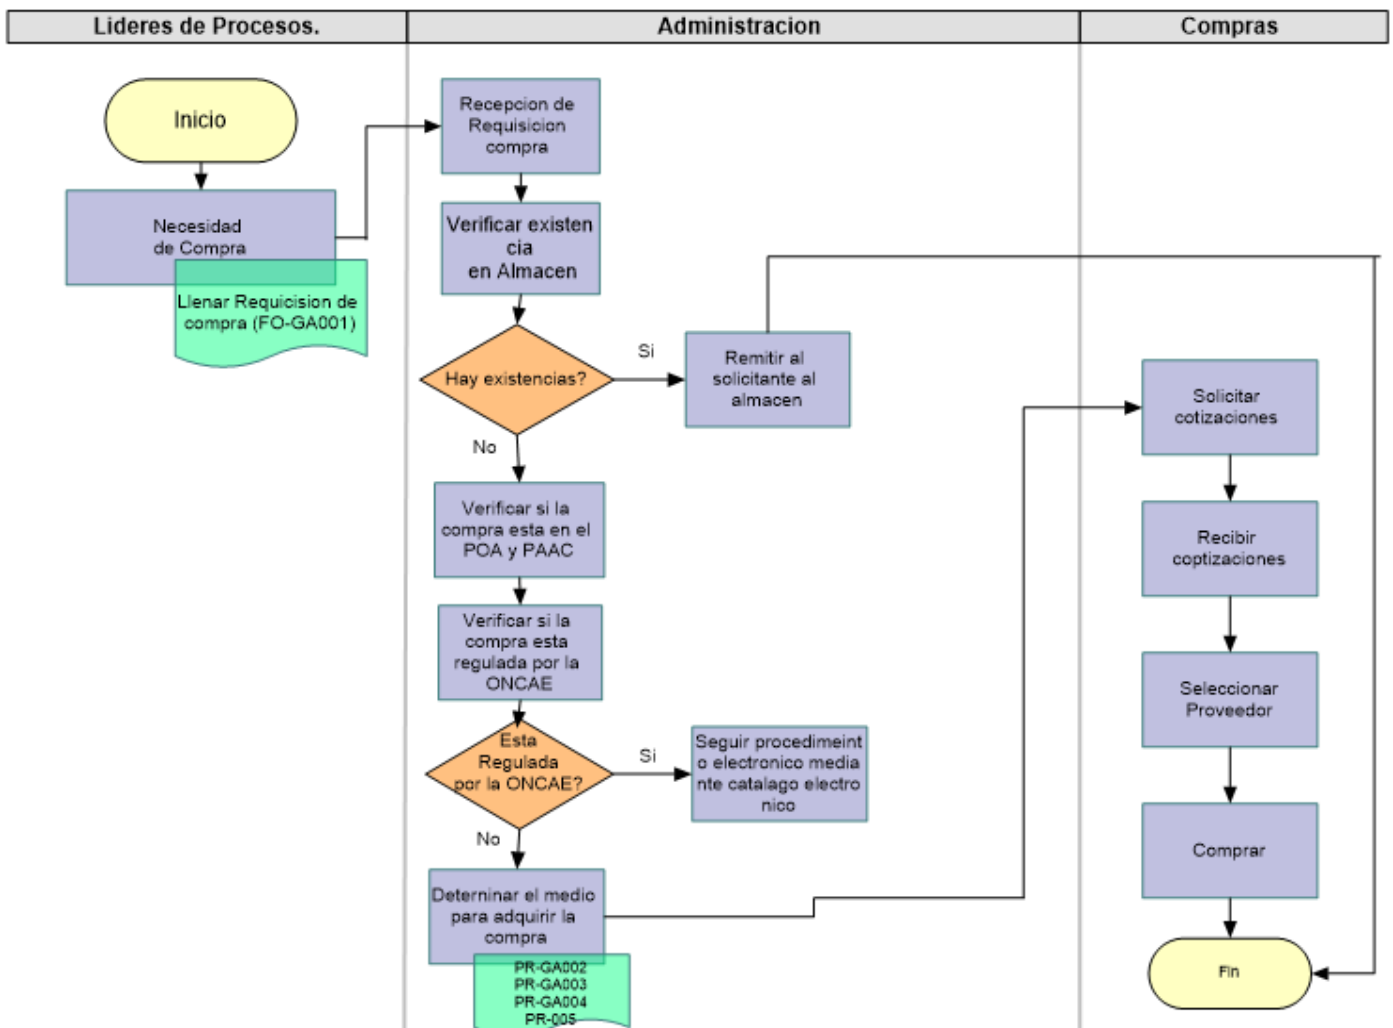 Lideres de Procesos.
Administracion
Compras
Inicio
Necesidad
de Compra
Llenar Requicision de
compra (FO-GA001)
Recepcion de
Requisicion
compra
Verificar existen
cia
en Almacen
Hay existencias?
Si
Remitir al
solicitante al
almacen
No
Verificar si la
compra esta en el
POA y PAAC
Verificar si la
compra esta
regulada por la
ONCAE
Esta
Regulada
por la ONCAE?
Si
Seguir procedimeint
o electronico media
nte catalago electro
nico
No
Deterninar el medio
para adquirir la
compra
PR-GA002
PR-GA003
PR-GA004
PR-005
Solicitar
cotizaciones
Recibir
coptizaciones
Seleccionar
Proveedor
Comprar
Fin